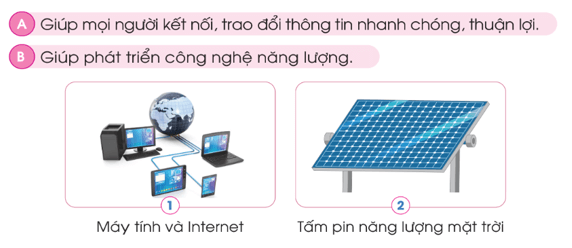 A Giúp mọi người kết nối, trao đổi thông tin nhanh chóng, thuận lợi.
B Giúp phát triển công nghệ năng lượng.
1 2
Máy tính và Internet Tấm pin năng lượng mặt trời